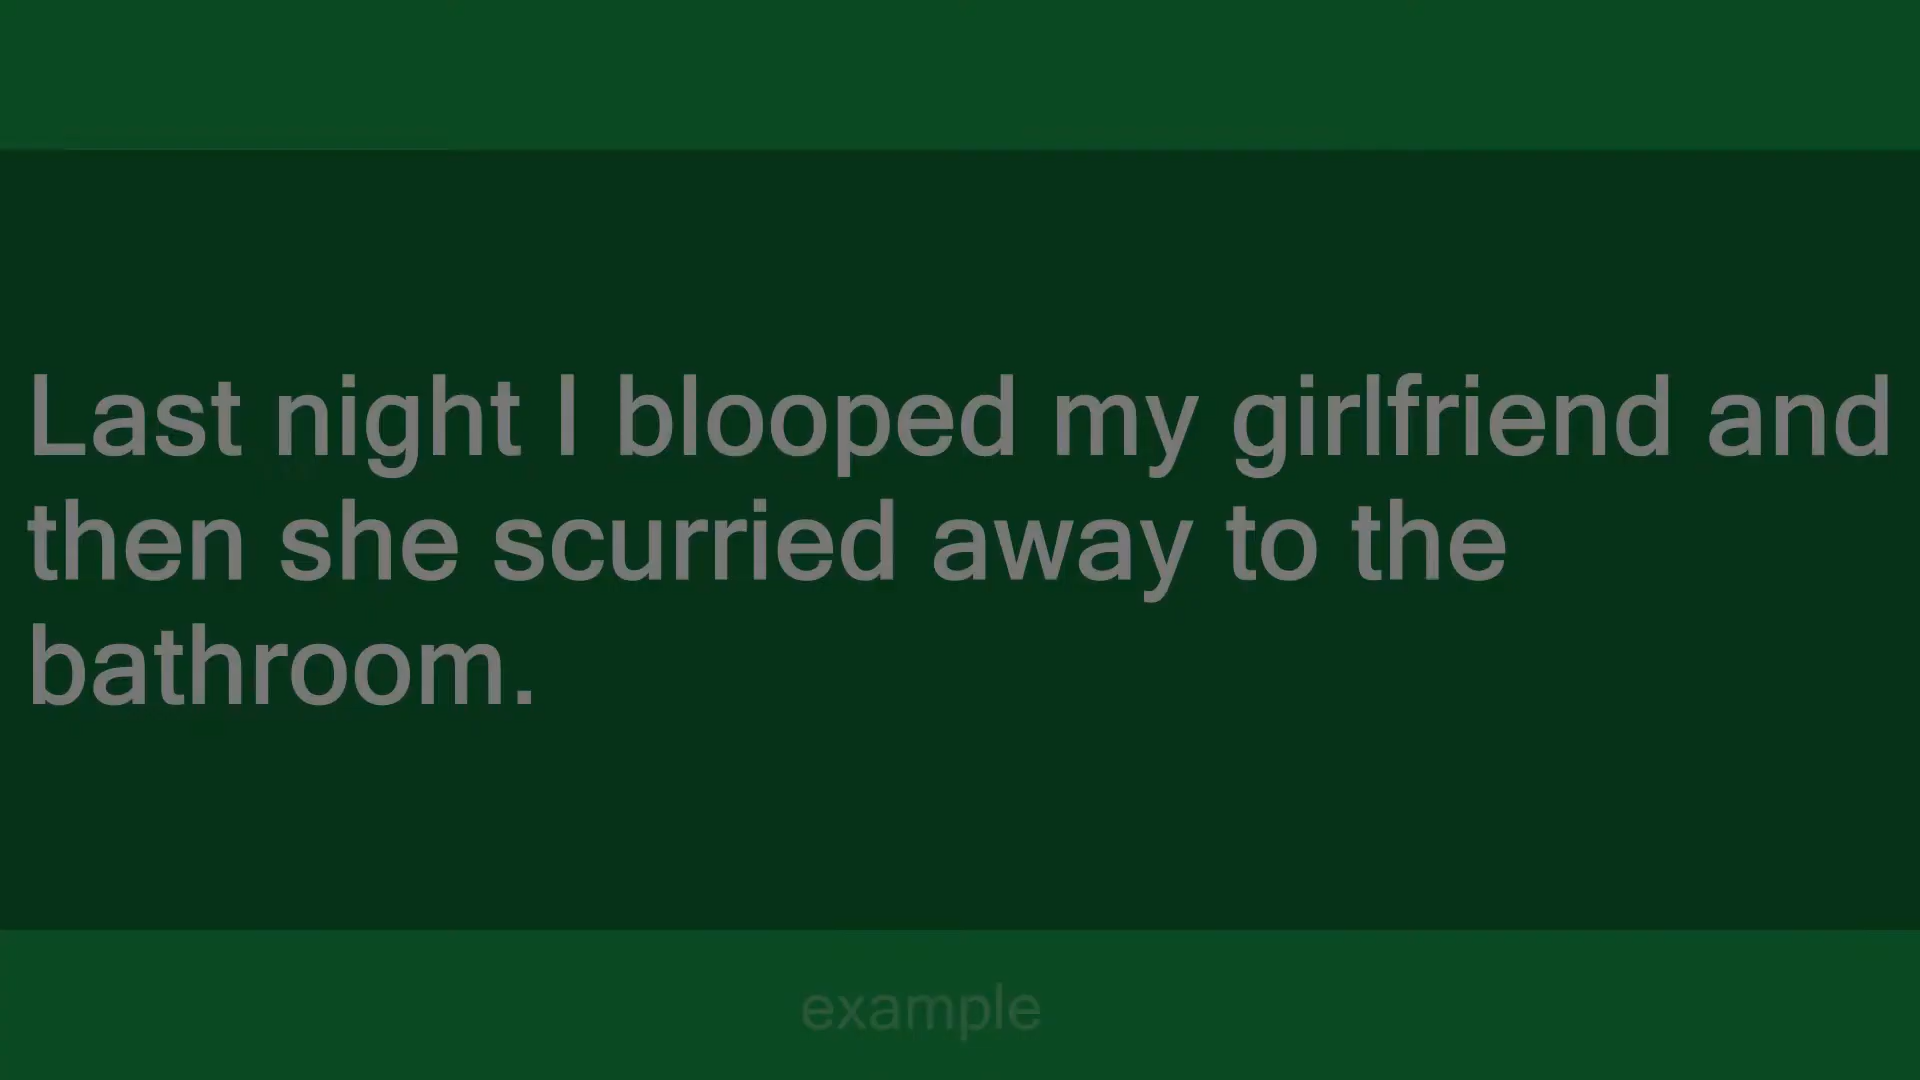 Last night I blooped my girlfriend and
then she scurried away to the
bathroom.
example